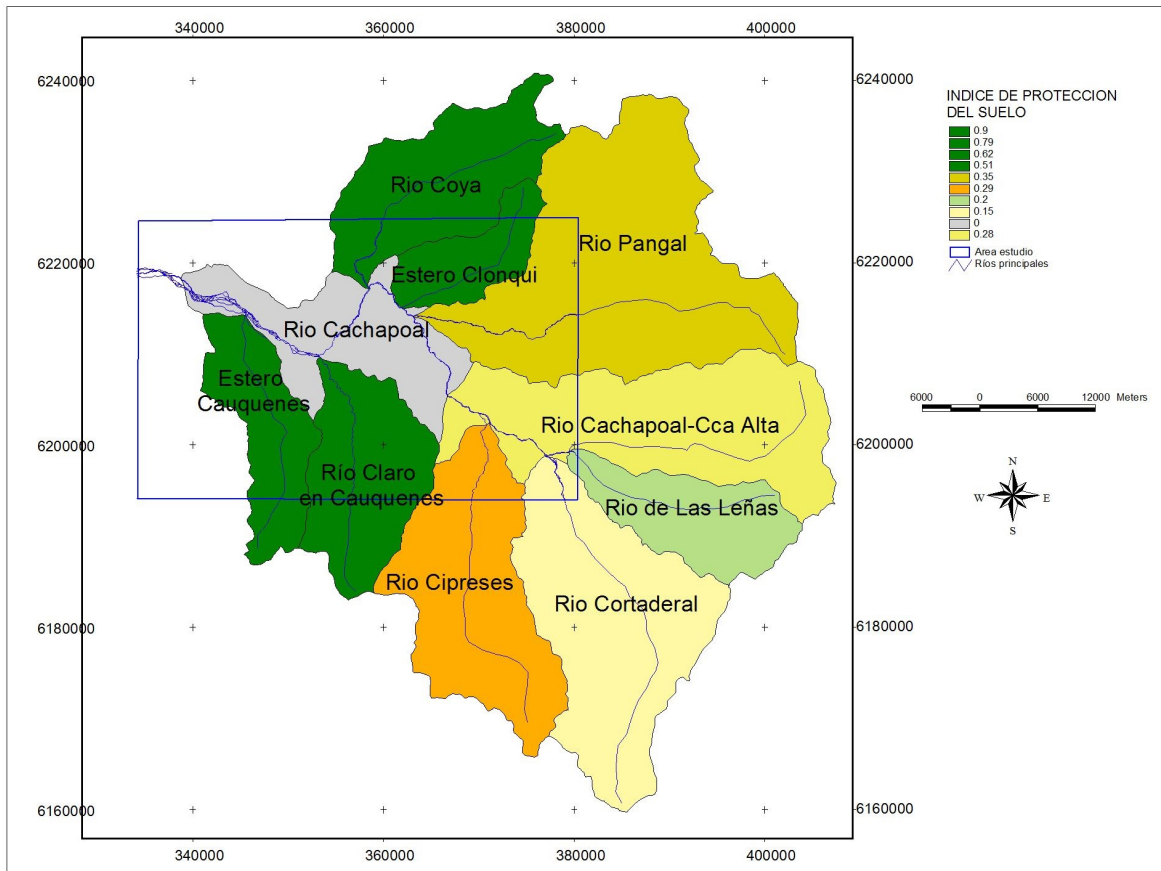 340000
360000
380000
400000
6240000
6240000
INDICE DE PROTECCION
DEL SUELO
0.9
0.79
0.62
0.51
0.35
0.29
0.2
0.15
0
0.28
Area estudio
Ríos principales
Rio Coya
Rio Pangal
6220000
6220000
Estero Clonqui
Rio Cachapoal
Estero
Cauquenes
6000 0 6000 12000 Meters
Rio Cachapoal-Cca Alta
6200000
6200000
Río Claro
en Cauquenes
Rio de Las Leñas
N
W
E
S
Rio Cipreses
Rio Cortaderal
6180000
6180000
6160000
6160000
340000
360000
380000
400000